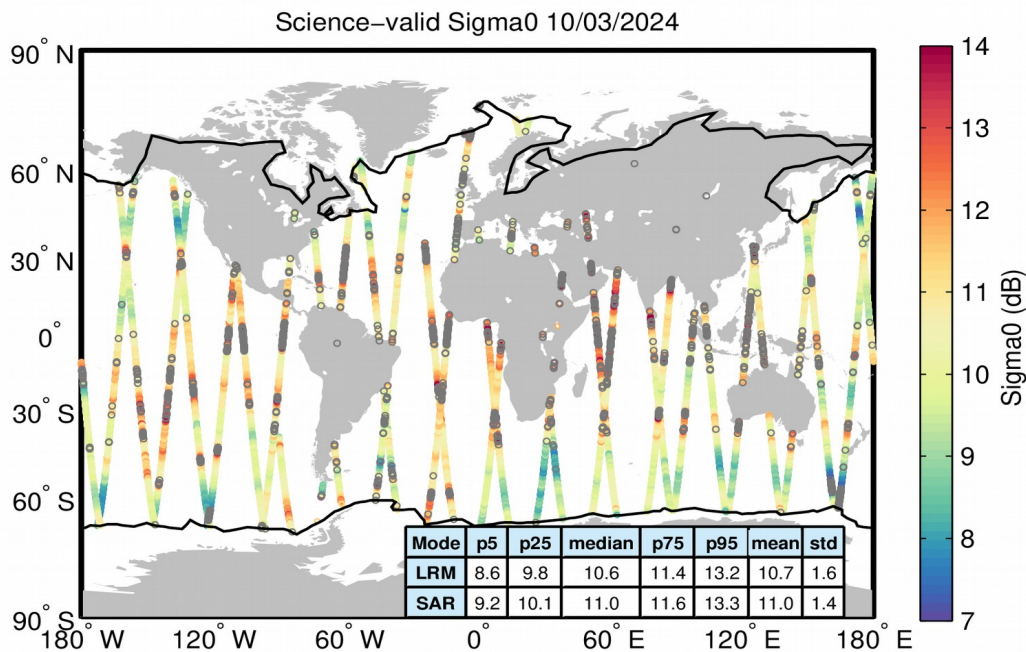 Science–valid Sigma0 10/03/2024
90° N
60° N
30° N
0°
30° S
60° S
90° S
180° W
120° W
60° W
0°
60° E
120° E
180° E
14
13
12
11
10
9
8
7
Sigma0 (dB)
Mode p5 p25 median p75 p95 mean std
LRM 8.6 9.8 10.6 11.4 13.2 10.7 1.6
SAR 9.2 10.1 11.0 11.6 13.3 11.0 1.4